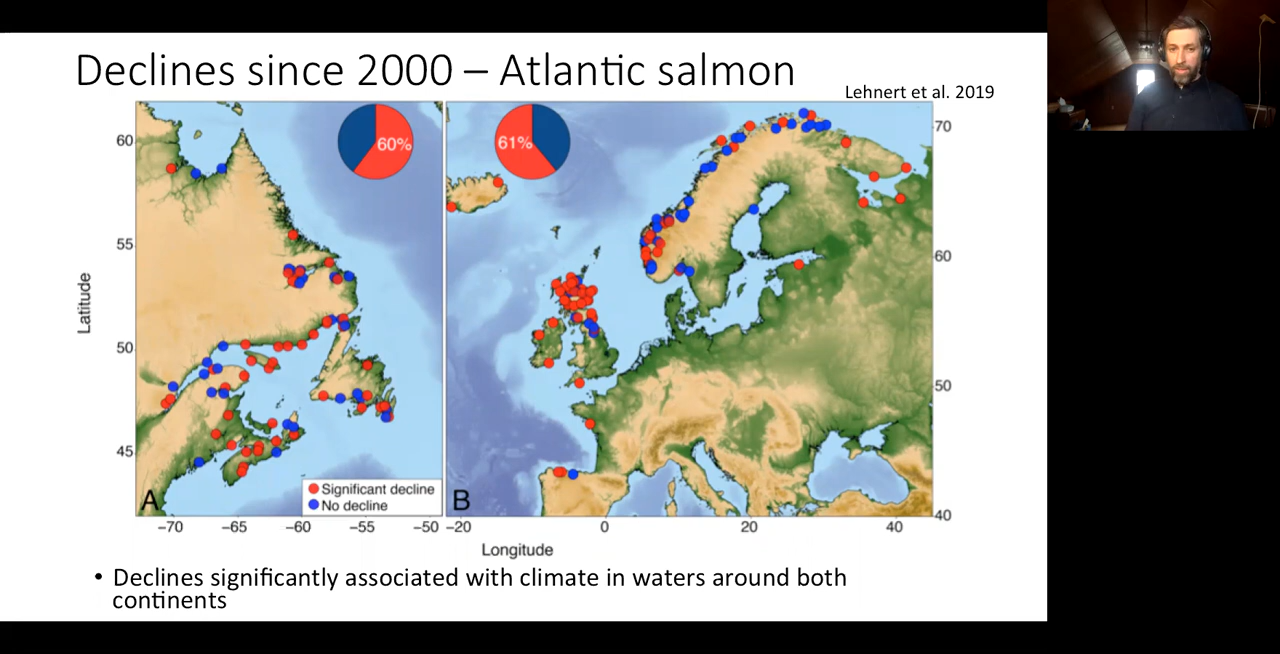 Declines since 2000 – Atlantic salmon
Lehnert et al. 2019
60%
61%
60
55
50
45
Latitude
70
60
50
40
A
Significant decline
No decline
B
−70
−65
−60
−55
−50
−20
0
20
40
Longitude
• Declines significantly associated with climate in waters around both
continents